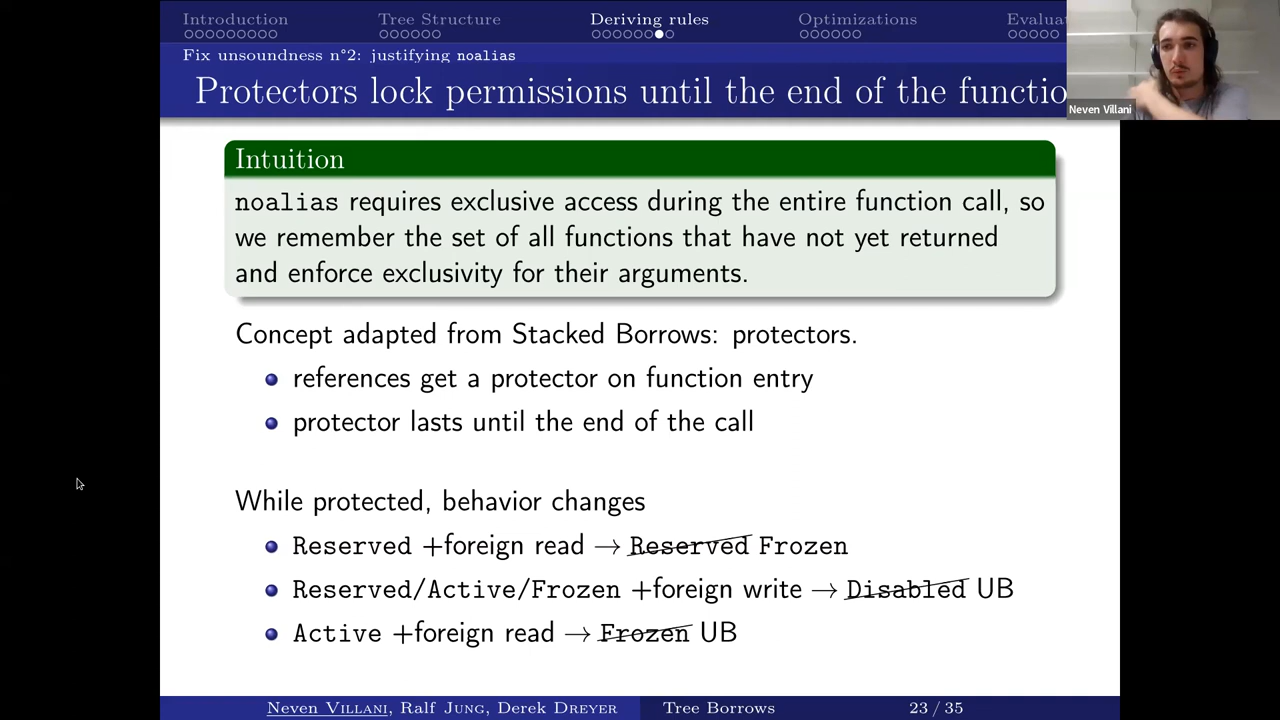 Introduction Tree Structure Deriving rules Optimizations Evalua
Fix unsoundness n°2: justifying noalias
Protectors lock permissions until the end of the functio
Neven Villani
Intuition
noalias requires exclusive access during the entire function call, so
we remember the set of all functions that have not yet returned
and enforce exclusivity for their arguments.
Concept adapted from Stacked Borrows: protectors.
references get a protector on function entry
protector lasts until the end of the call
While protected, behavior changes
Reserved +foreign read → Reserved Frozen
Reserved/Active/Frozen +foreign write → Disabled UB
Active +foreign read → Frozen UB
Neven Villani, Ralf Jung, Derek Dreyer Tree Borrows 23 / 35